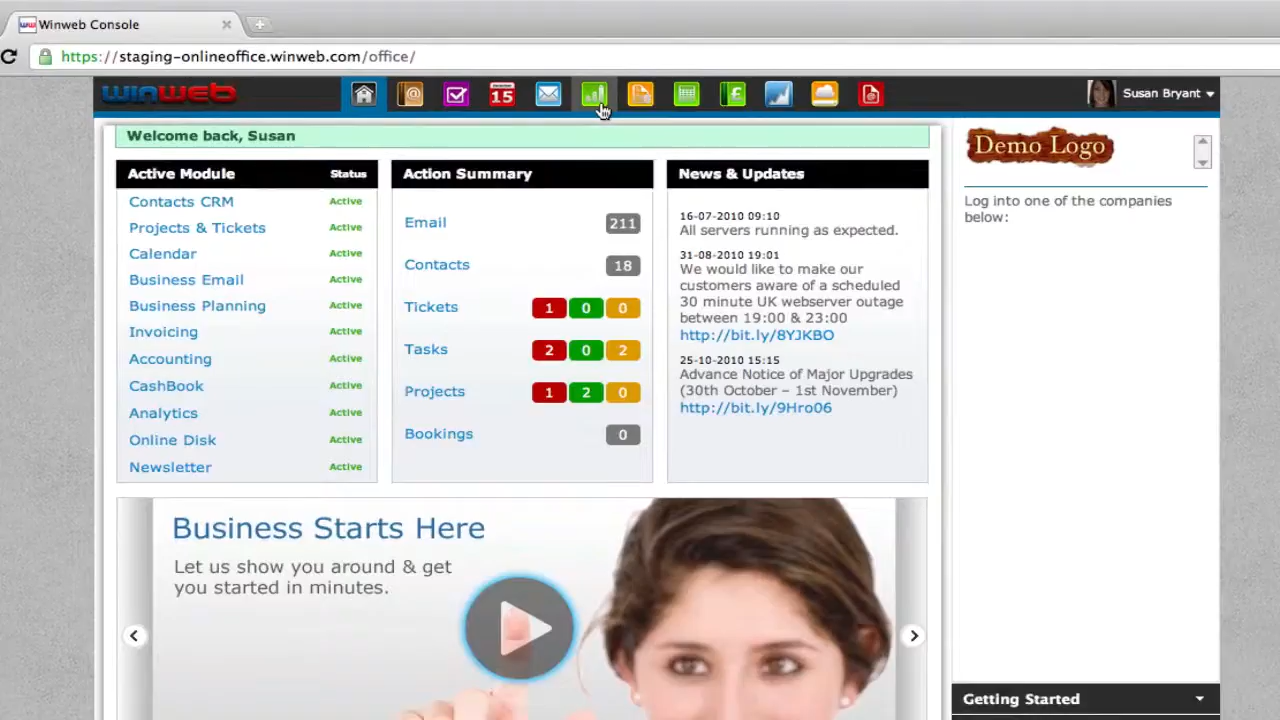 Winweb Console
https://staging-onlineoffice.winweb.com/office/
winweb
15
Susan Bryant
Welcome back, Susan
Active Module Status
Contacts CRM Active
Projects & Tickets Active
Calendar Active
Business Email Active
Business Planning Active
Invoicing Active
Accounting Active
CashBook Active
Analytics Active
Online Disk Active
Newsletter Active
Action Summary
Email 211
Contacts 18
Tickets 1 0 0
Tasks 2 0 2
Projects 1 2 0
Bookings 0
News & Updates
16-07-2010 09:10
All servers running as expected.
31-08-2010 19:01
We would like to make our
customers aware of a scheduled
30 minute UK webserver outage
between 19:00 & 23:00
http://bit.ly/8YJKBO
25-10-2010 15:15
Advance Notice of Major Upgrades
(30th October – 1st November)
http://bit.ly/9Hro06
Demo Logo
Log into one of the companies
below:
Business Starts Here
Let us show you around & get
you started in minutes.
Getting Started